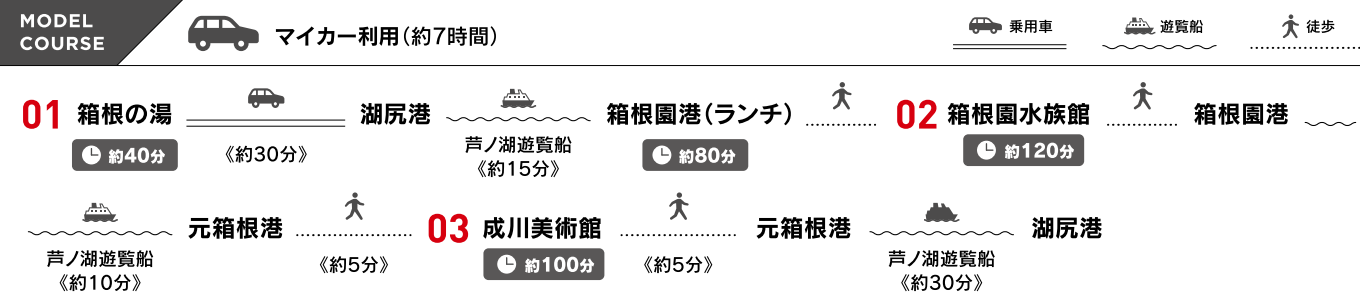 MODEL
COURSE
マイカー利用（約7時間）
乗用車
遊覧船
徒歩
01 箱根の湯 湖尻港 箱根園港（ランチ） 02 箱根園水族館 箱根園港
芦ノ湖遊覧船
約40分 《約30分》 《約15分》 約80分 約120分
元箱根港 03 成川美術館 元箱根港 湖尻港
芦ノ湖遊覧船 芦ノ湖遊覧船
《約10分》 《約5分》 約100分 《約5分》 《約30分》